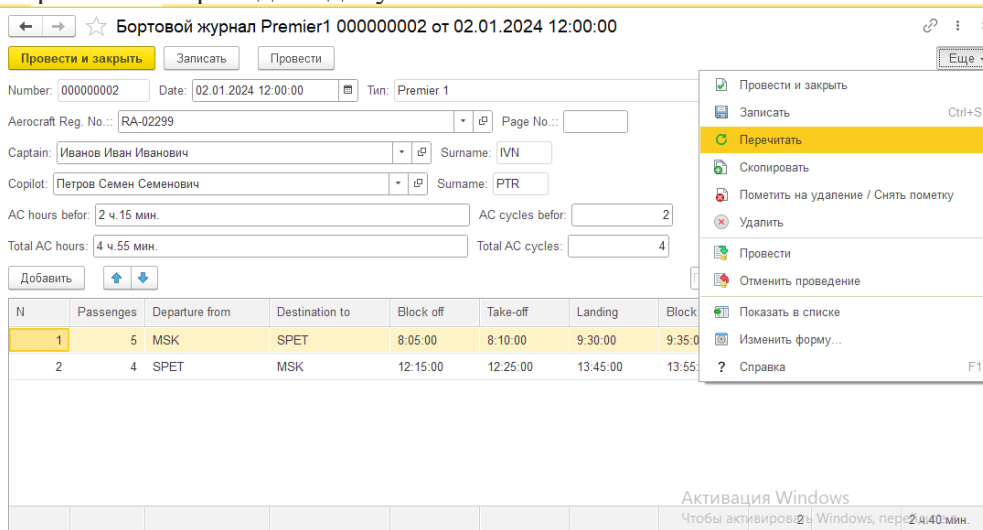 Бортовой журнал Premier1 000000002 от 02.01.2024 12:00:00
Провести и закрыть Записать Провести Еще
Number: 000000002 Date: 02.01.2024 12:00:00 Тип: Premier 1
Aerocraft Reg. No.:: RA-02299 Page No.::
Captain: Иванов Иван Иванович Surname: IVN
Copilot: Петров Семен Семенович Surname: PTR
AC hours befor: 2 ч.15 мин. AC cycles befor: 2
Total AC hours: 4 ч.55 мин. Total AC cycles: 4
Добавить
N Passenges Departure from Destination to Block off Take-off Landing Block
1 5 MSK SPET 8:05:00 8:10:00 9:30:00 9:35:0
2 4 SPET MSK 12:15:00 12:25:00 13:45:00 13:55:
Провести и закрыть
Записать Ctrl+S
Перечитать
Скопировать
Пометить на удаление / Снять пометку
Удалить
Провести
Отменить проведение
Показать в списке
Изменить форму...
? Справка F1
Активация Windows
Чтобы активировать Windows,
2 2 ч.40 мин.